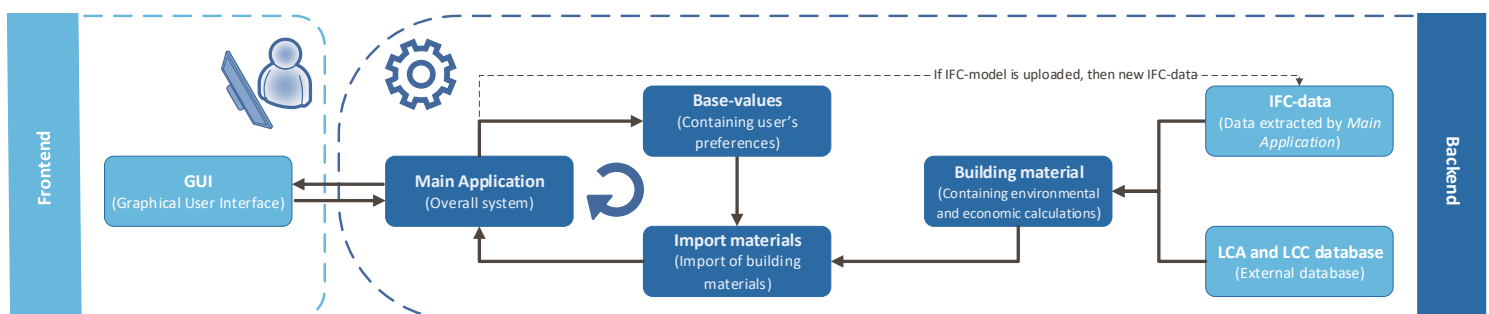 Frontend
GUI
(Graphical User Interface)
Main Application
(Overall system)
Base-values
(Containing user's
preferences)
Import materials
(Import of building
materials)
If IFC-model is uploaded, then new IFC-data
Building material
(Containing environmental
and economic calculations)
IFC-data
(Data extracted by Main
Application)
LCA and LCC database
(External database)
Backend